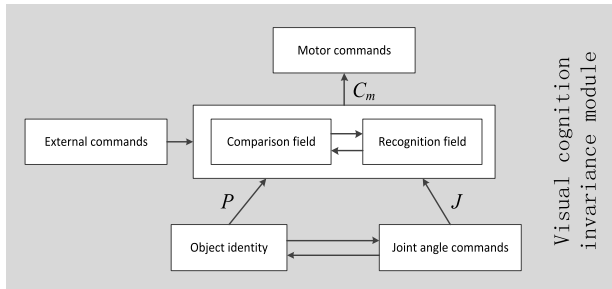 Motor commands
C_m
External commands
Comparison field
Recognition field
P
J
Object identity
Joint angle commands
Visual cognition
invariance module